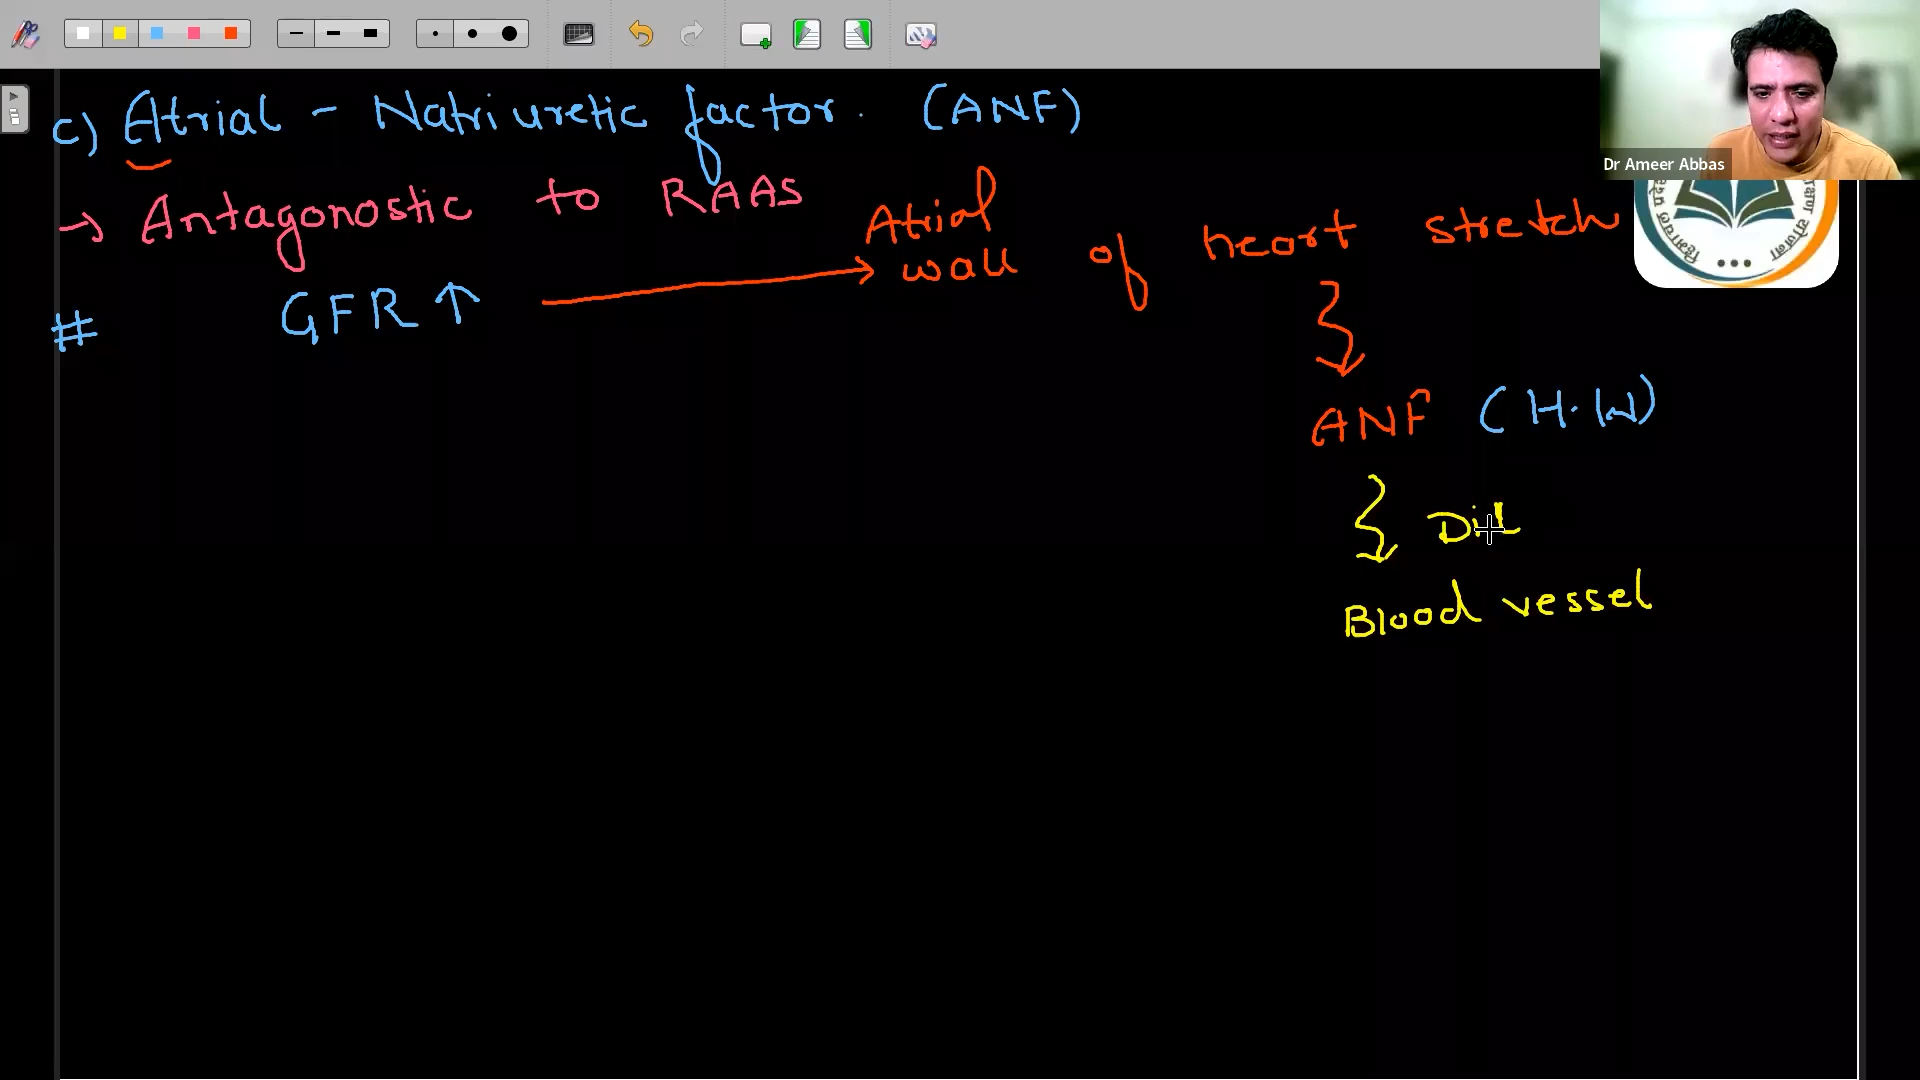 Dr Ameer Abbas
c) Atrial - Natriuretic factor. (ANF)
→ Antagonostic to RAAS
# GFR ↑ → Atrial wall of heart stretch
ANF (H.W)
Dil
Blood vessel